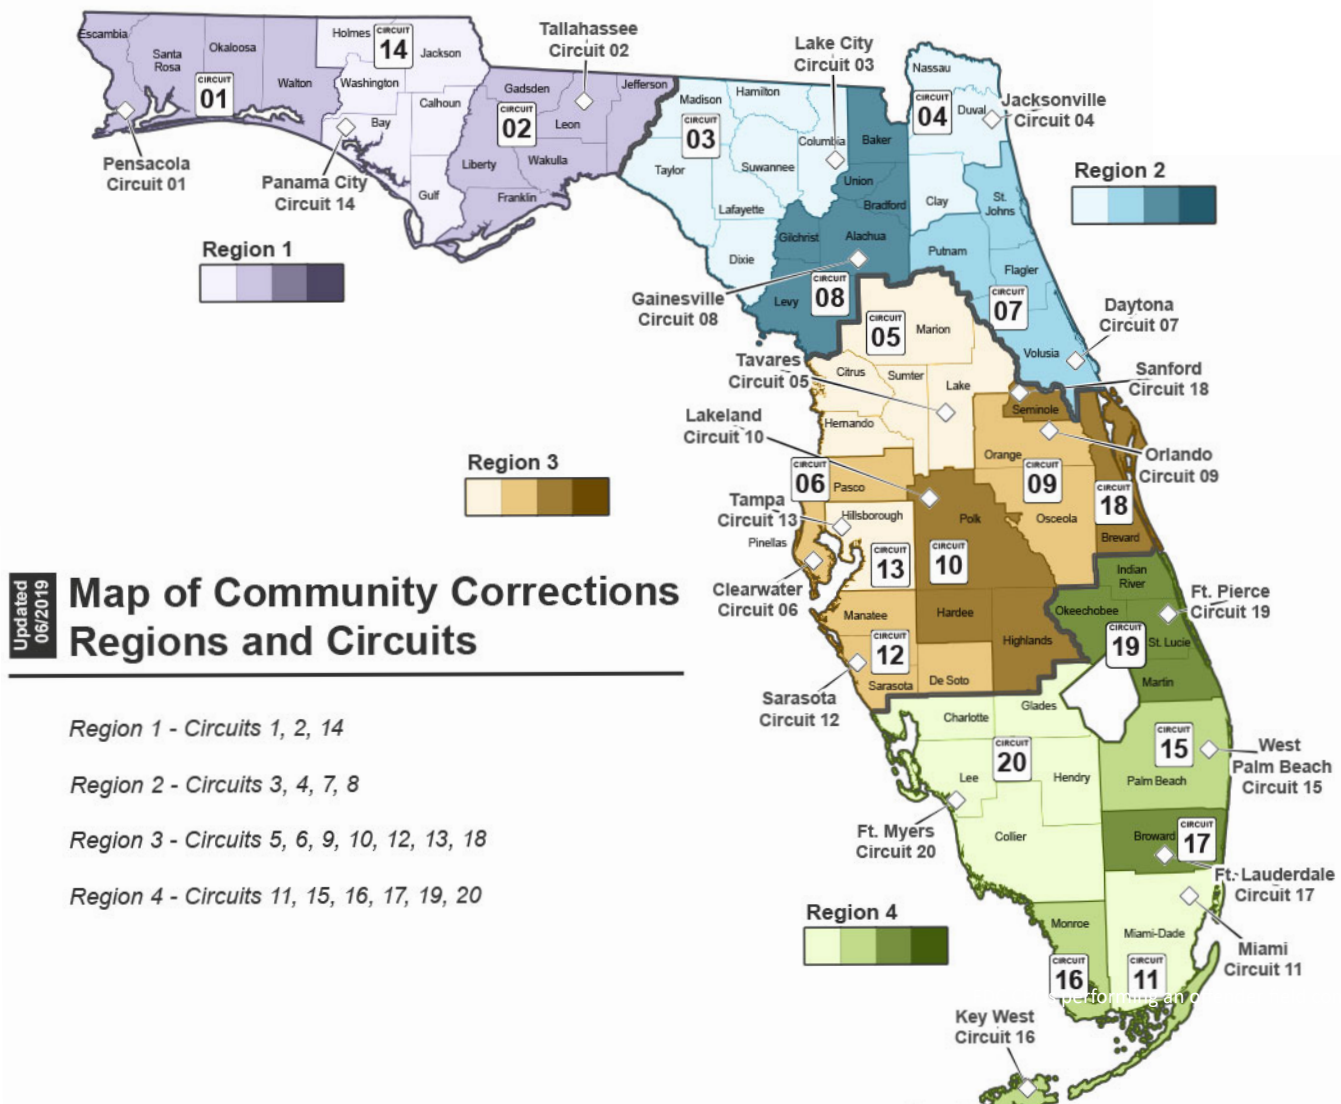 Escambia
Santa
Rosa
Okaloosa
Walton
CIRCUIT
01
Holmes
CIRCUIT
14
Jackson
Washington
Calhoun
Bay
Gulf
Tallahassee
Circuit 02
Gadsden
Jefferson
CIRCUIT
02
Leon
Liberty
Wakulla
Franklin
Pensacola
Circuit 01
Panama City
Circuit 14
Region 1
Lake City
Circuit 03
Madison
Hamilton
CIRCUIT
03
Columbia
Taylor
Suwannee
Lafayette
Dixie
Baker
Union
Bradford
Gilchrist
Alachua
Levy
CIRCUIT
08
Gainesville
Circuit 08
Nassau
CIRCUIT
04
Duval
Jacksonville
Circuit 04
Clay
St.
Johns
Putnam
Flagler
CIRCUIT
07
Volusia
Region 2
Daytona
Circuit 07
Sanford
Circuit 18
CIRCUIT
05
Marion
Citrus
Sumter
Lake
Hernando
Tavares
Circuit 05
Lakeland
Circuit 10
Seminole
Orange
CIRCUIT
09
Osceola
Orlando
Circuit 09
CIRCUIT
18
Brevard
Region 3
CIRCUIT
06
Pasco
Tampa
Circuit 13
Hillsborough
Pinellas
CIRCUIT
13
Polk
CIRCUIT
10
Clearwater
Circuit 06
Manatee
Hardee
Highlands
CIRCUIT
12
Sarasota
De Soto
Sarasota
Circuit 12
Indian
River
Okeechobee
Ft. Pierce
Circuit 19
CIRCUIT
19
St. Lucie
Martin
Updated
06/2019
Map of Community Corrections
Regions and Circuits
Region 1 - Circuits 1, 2, 14
Region 2 - Circuits 3, 4, 7, 8
Region 3 - Circuits 5, 6, 9, 10, 12, 13, 18
Region 4 - Circuits 11, 15, 16, 17, 19, 20
Charlotte
Glades
CIRCUIT
20
Lee
Hendry
Collier
Ft. Myers
Circuit 20
CIRCUIT
15
Palm Beach
West
Palm Beach
Circuit 15
Broward
CIRCUIT
17
Ft. Lauderdale
Circuit 17
Region 4
Monroe
CIRCUIT
16
Miami-Dade
CIRCUIT
11
Miami
Circuit 11
performing an
Key West
Circuit 16